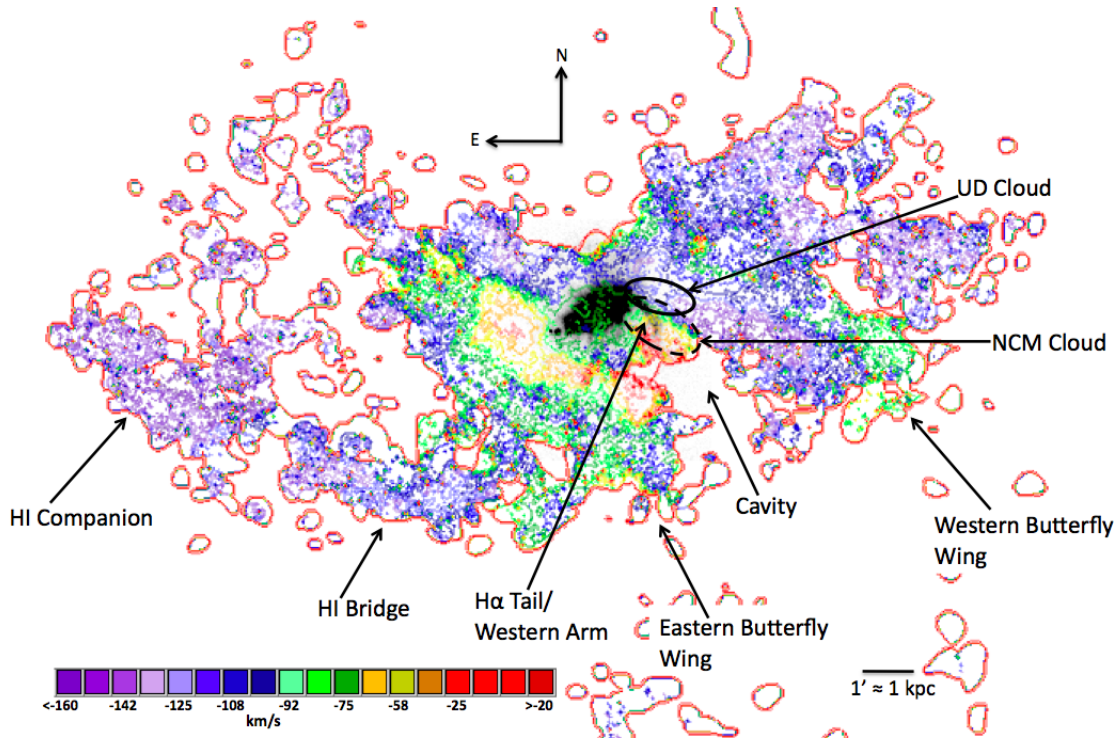 N
E
UD Cloud
NCM Cloud
HI Companion
Cavity
Western Butterfly
Wing
HI Bridge
Hα Tail/
Western Arm
Eastern Butterfly
Wing
1' ≈ 1 kpc
<-160 -142 -125 -108 -92 -75 -58 -25 >-20
km/s